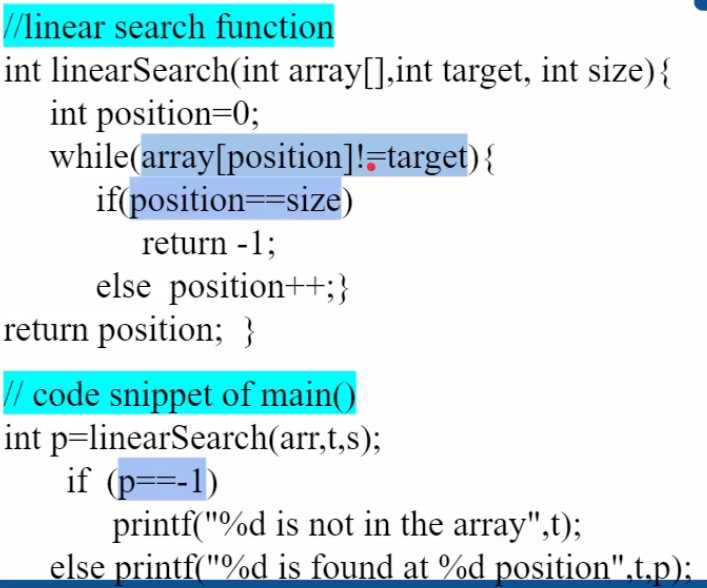 //linear search function
int linearSearch(int array[],int target, int size){
int position=0;
while(array[position]!=target){
if(position==size)
return -1;
else  position++;}
return position;  }
// code snippet of main()
int p=linearSearch(arr,t,s);
if  (p==-1)
printf("%d is not in the array",t);
else printf("%d is found at %d position",t,p);